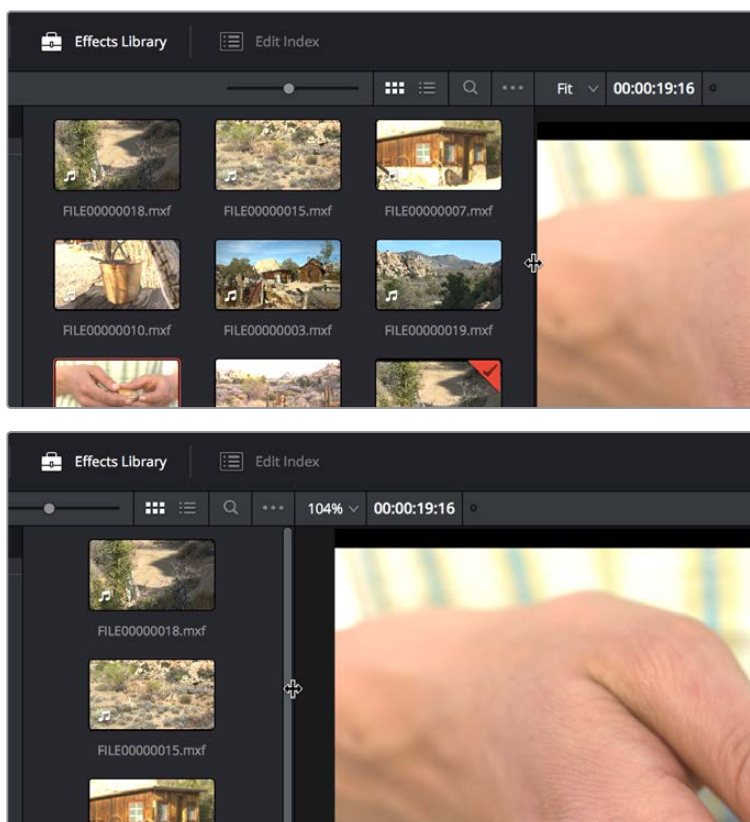 Effects Library Edit Index
Fit 00:00:19:16
FILE00000018.mxf FILE00000015.mxf FILE00000007.mxf
FILE00000010.mxf FILE00000003.mxf FILE00000019.mxf
Effects Library Edit Index
104% 00:00:19:16
FILE00000018.mxf
FILE00000015.mxf